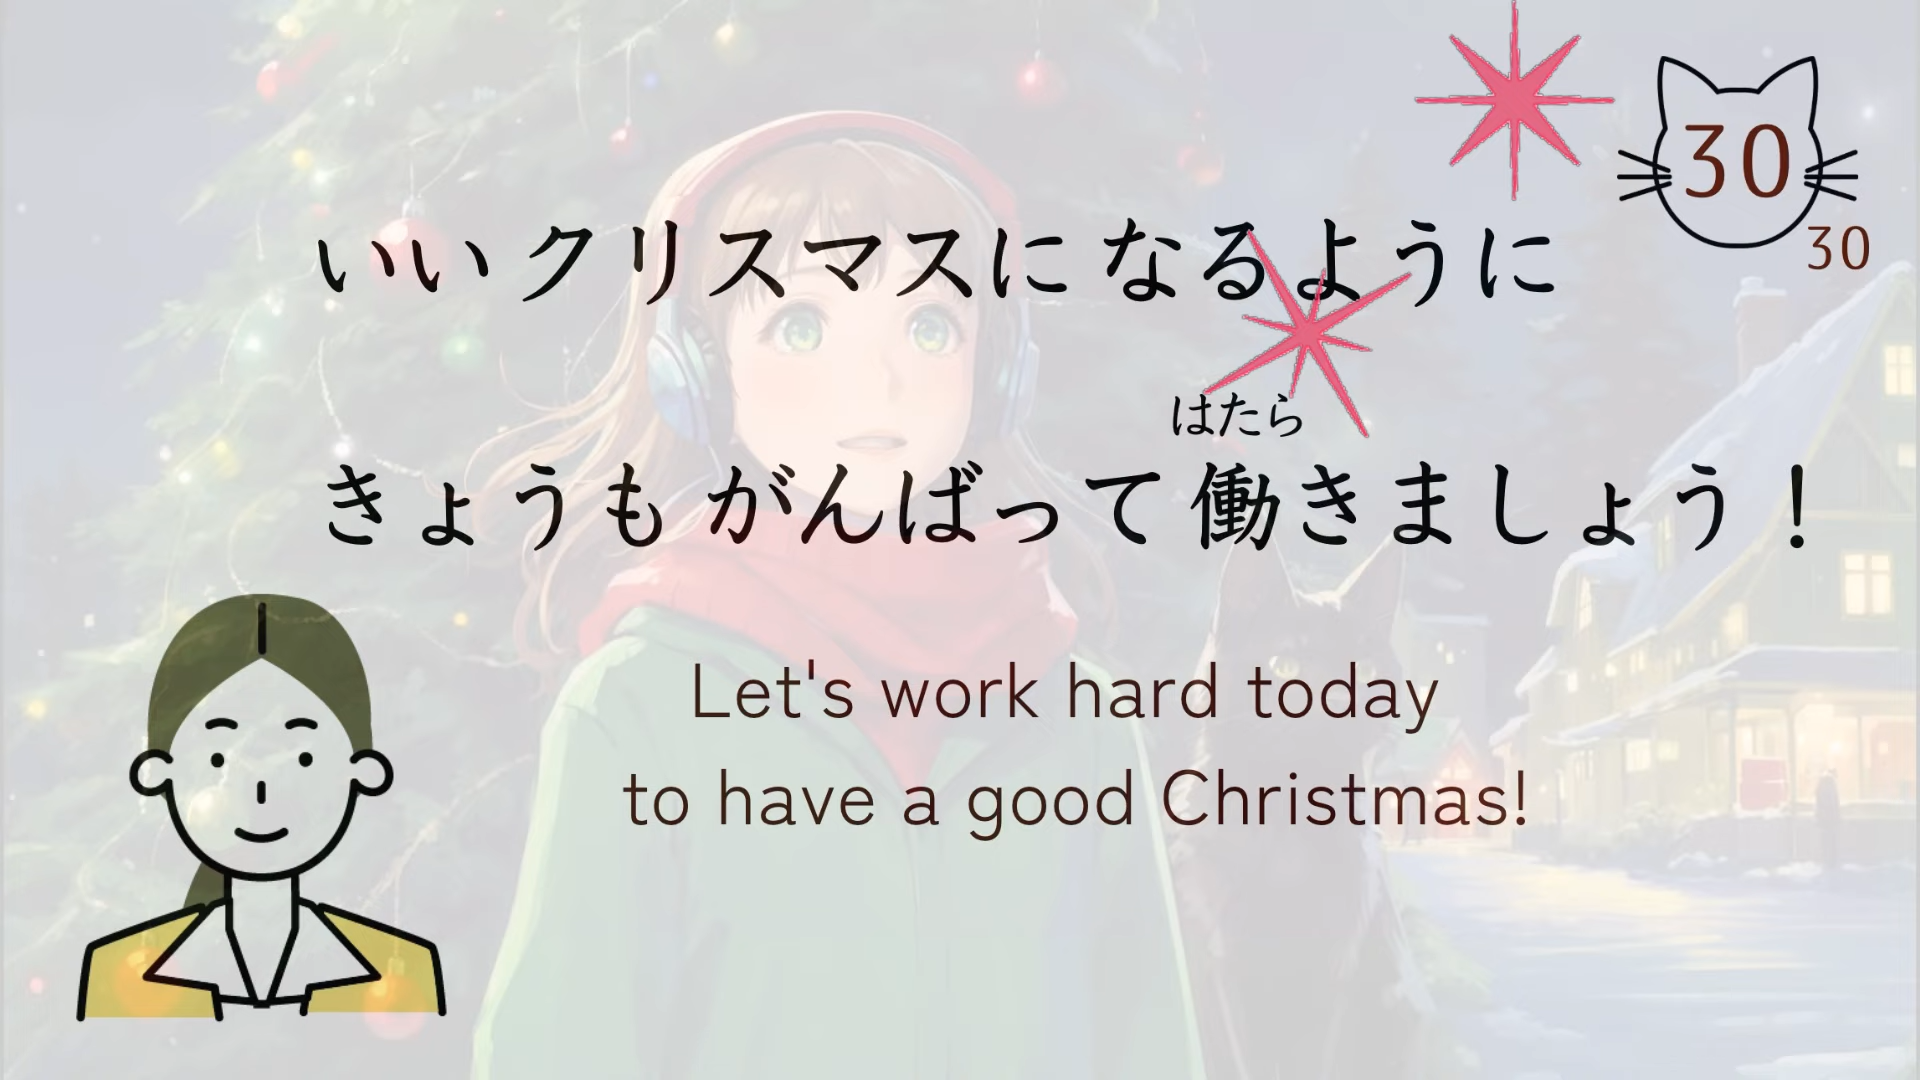 30
30
いい クリスマスに なるように
はたら
きょうも がんばって 働きましょう！
Let's work hard today
to have a good Christmas!